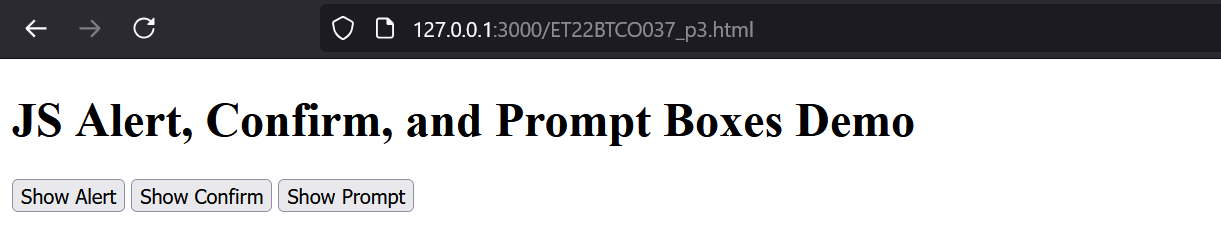 127.0.0.1:3000/ET22BTCO037_p3.html
JS Alert, Confirm, and Prompt Boxes Demo
Show Alert Show Confirm Show Prompt